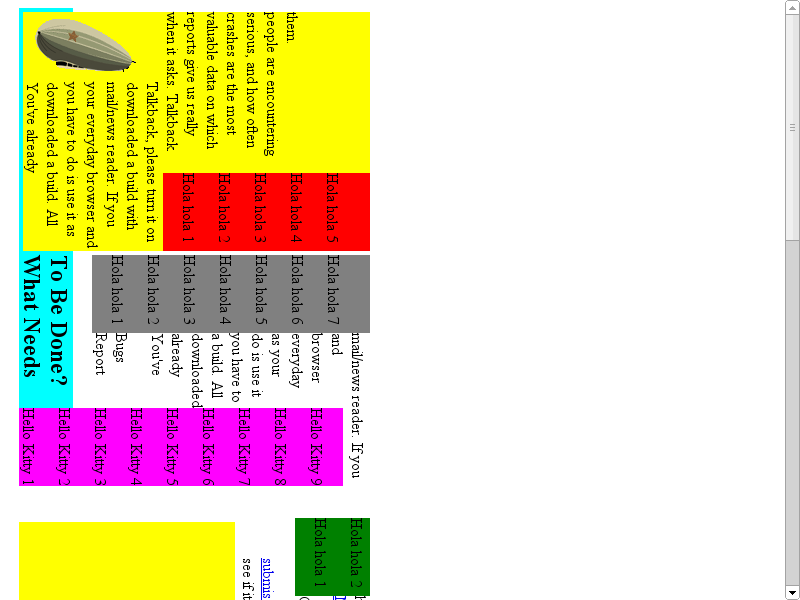 You've already
downloaded a build. All
you have to do is use it as
your everyday browser and
mail/news reader. If you
downloaded a build with
Talkback, please turn it on
when it asks. Talkback
reports give us really
valuable data on which
crashes are the most
serious, and how often
people are encountering
them.
Hola hola 1
Hola hola 2
Hola hola 3
Hola hola 4
Hola hola 5
What Needs
To Be Done?
Hola hola 1
Hola hola 2
Hola hola 3
Hola hola 4
Hola hola 5
Hola hola 6
Hola hola 7
Report
Bugs
You've
already
downloaded
a build. All
you have to
do is use it
as your
everyday
browser
and
mail/news reader. If you
Hello Kitty 1
Hello Kitty 2
Hello Kitty 3
Hello Kitty 4
Hello Kitty 5
Hello Kitty 6
Hello Kitty 7
Hello Kitty 8
Hello Kitty 9
see if it
submis
Hola hola 1
Hola hola 2